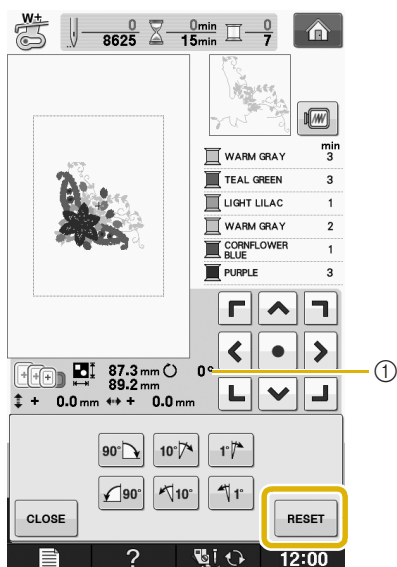 W+
0 0min 0
8625 15min 7
min
WARM GRAY 3
TEAL GREEN 3
LIGHT LILAC 1
WARM GRAY 2
CORNFLOWER
BLUE 1
PURPLE 3
87.3 mm 0°
89.2 mm
+ 0.0 mm + 0.0 mm
①
90° 10° 1°
90° 10° 1°
CLOSE RESET
? 12:00